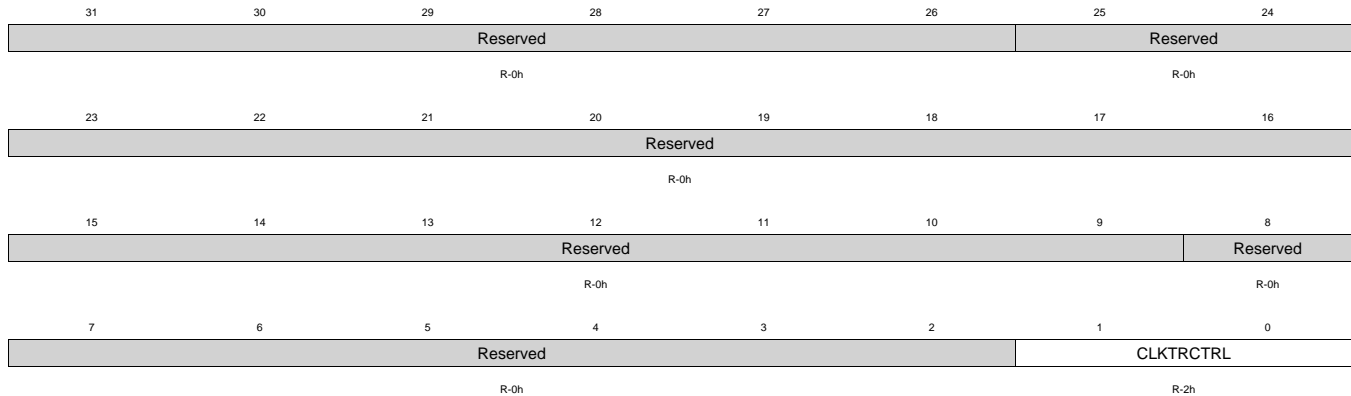 31 30 29 28 27 26 25 24
Reserved Reserved
R-0h R-0h
23 22 21 20 19 18 17 16
Reserved
R-0h
15 14 13 12 11 10 9 8
Reserved Reserved
R-0h R-0h
7 6 5 4 3 2 1 0
Reserved CLKTRCTRL
R-0h R-2h